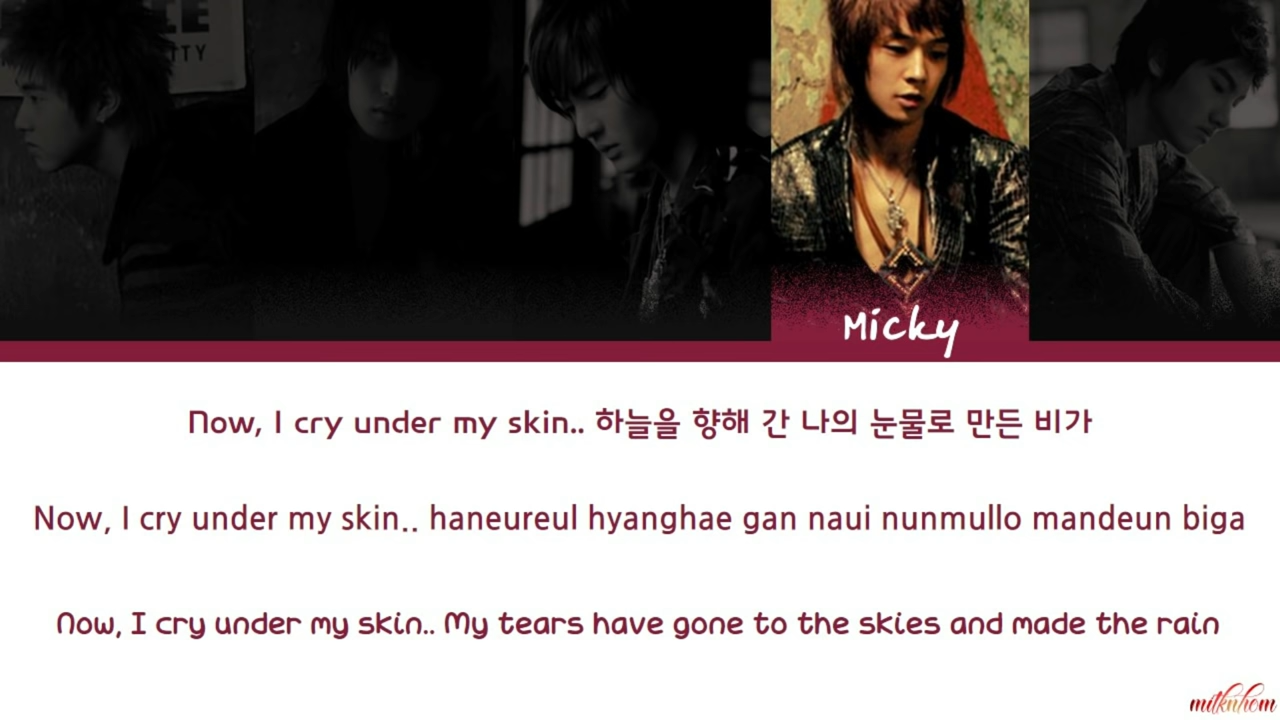 TTY
Micky
Now, I cry under my skin.. 하늘을 향해 간 나의 눈물로 만든 비가
Now, I cry under my skin.. haneureul hyanghae gan naui nunmullo mandeun biga
Now, I cry under my skin.. My tears have gone to the skies and made the rain
mitknhom